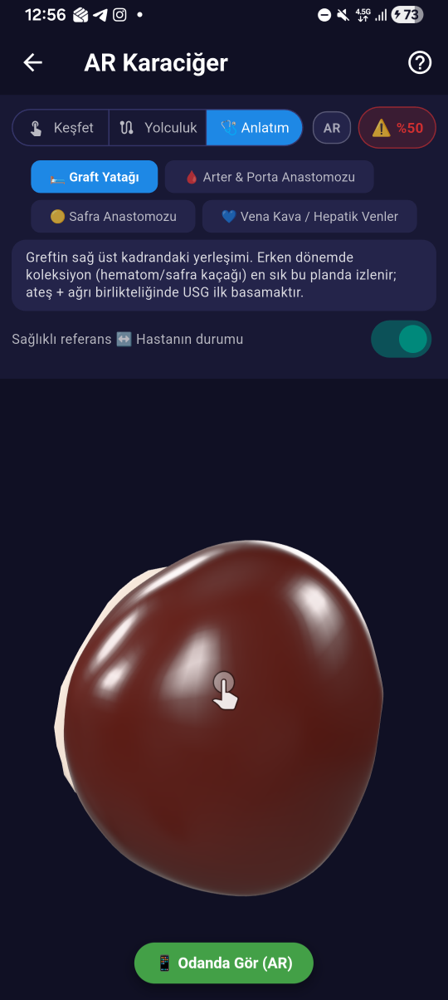 12:56
4.5G
73
AR Karaciğer
Keşfet
Yolculuk
Anlatım
AR
%50
Graft Yatağı
Arter & Porta Anastomozu
Safra Anastomozu
Vena Kava / Hepatik Venler
Greftin sağ üst kadrandaki yerleşimi. Erken dönemde
koleksiyon (hematom/safra kaçağı) en sık bu planda izlenir;
ateş + ağrı birlikteliğinde USG ilk basamaktır.
Sağlıklı referans ↔️ Hastanın durumu
Odanda Gör (AR)